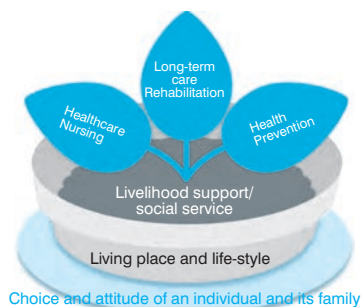 Long-term
care
Rehabilitation
Healthcare
Nursing
Health
Prevention
Livelihood support/
social service
Living place and life-style
Choice and attitude of an individual and its family